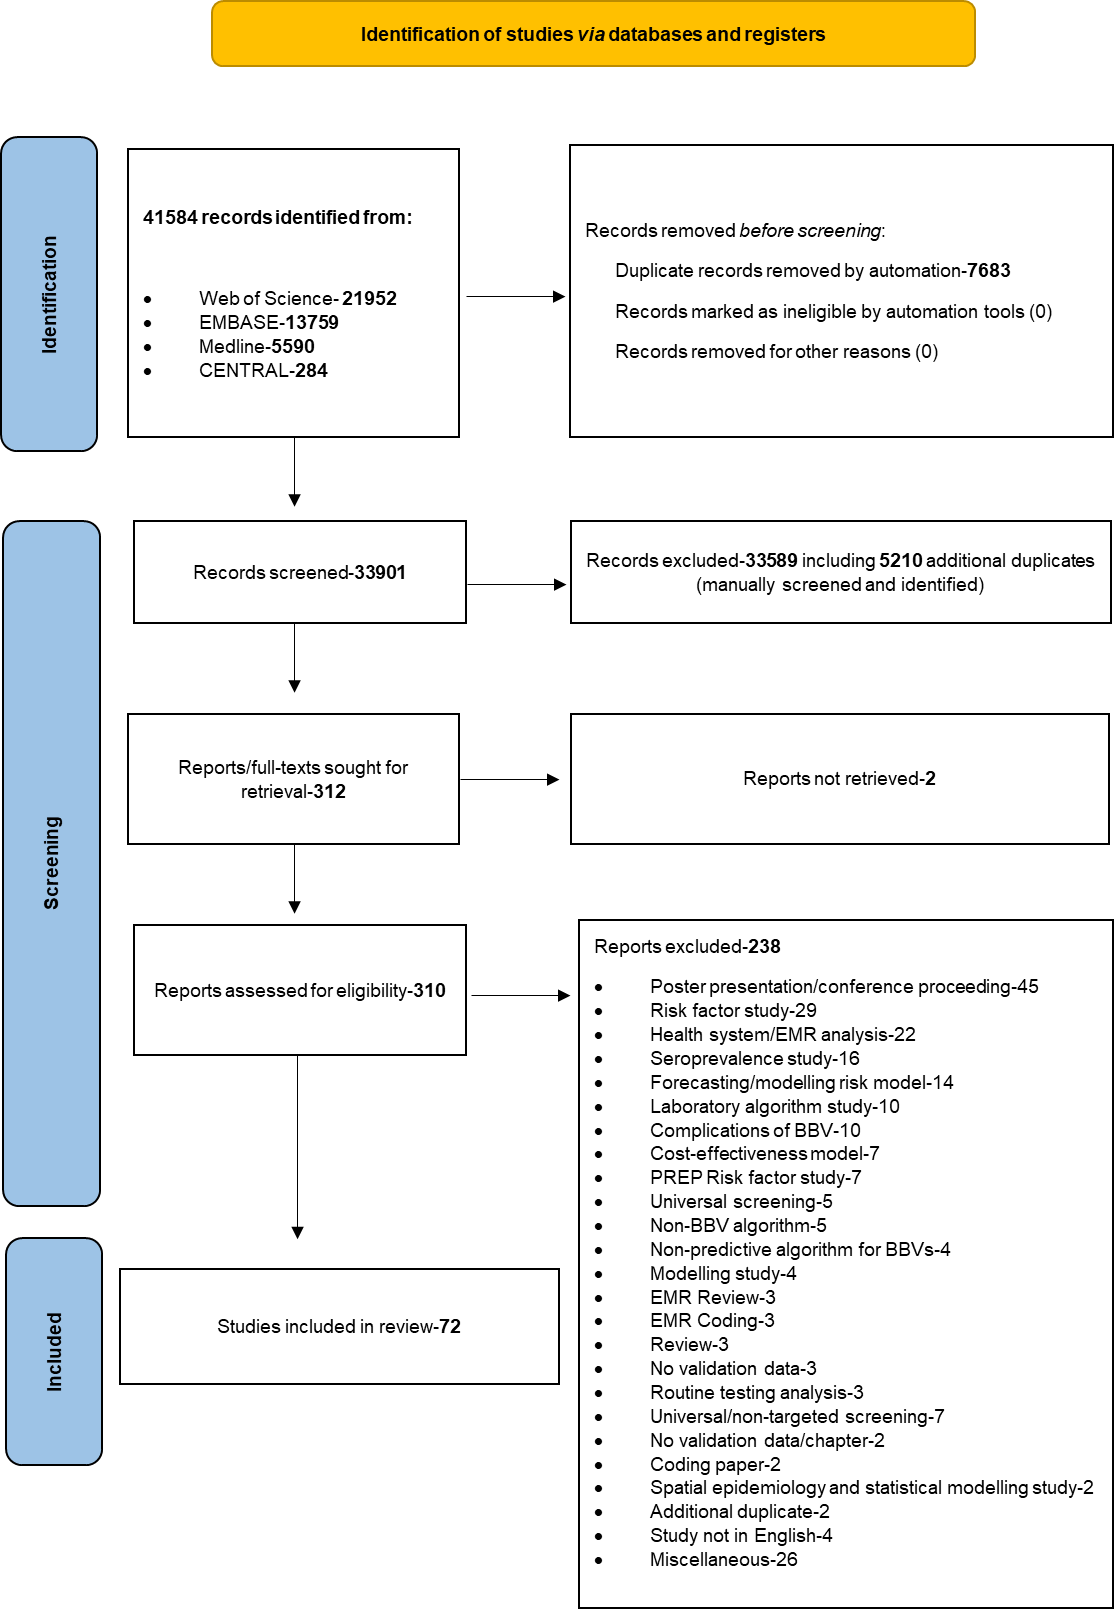 Identification of studies via databases and registers
Identification
41584 records identified from:
• Web of Science- 21952
• EMBASE-13759
• Medline-5590
• CENTRAL-284
Records removed before screening:
Duplicate records removed by automation-7683
Records marked as ineligible by automation tools (0)
Records removed for other reasons (0)
Screening
Records screened-33901
Records excluded-33589 including 5210 additional duplicates
(manually screened and identified)
Reports/full-texts sought for
retrieval-312
Reports not retrieved-2
Reports assessed for eligibility-310
Reports excluded-238
• Poster presentation/conference proceeding-45
• Risk factor study-29
• Health system/EMR analysis-22
• Seroprevalence study-16
• Forecasting/modelling risk model-14
• Laboratory algorithm study-10
• Complications of BBV-10
• Cost-effectiveness model-7
• PREP Risk factor study-7
• Universal screening-5
• Non-BBV algorithm-5
• Non-predictive algorithm for BBVs-4
• Modelling study-4
• EMR Review-3
• EMR Coding-3
• Review-3
• No validation data-3
• Routine testing analysis-3
• Universal/non-targeted screening-7
• No validation data/chapter-2
• Coding paper-2
• Spatial epidemiology and statistical modelling study-2
• Additional duplicate-2
• Study not in English-4
• Miscellaneous-26
Included
Studies included in review-72